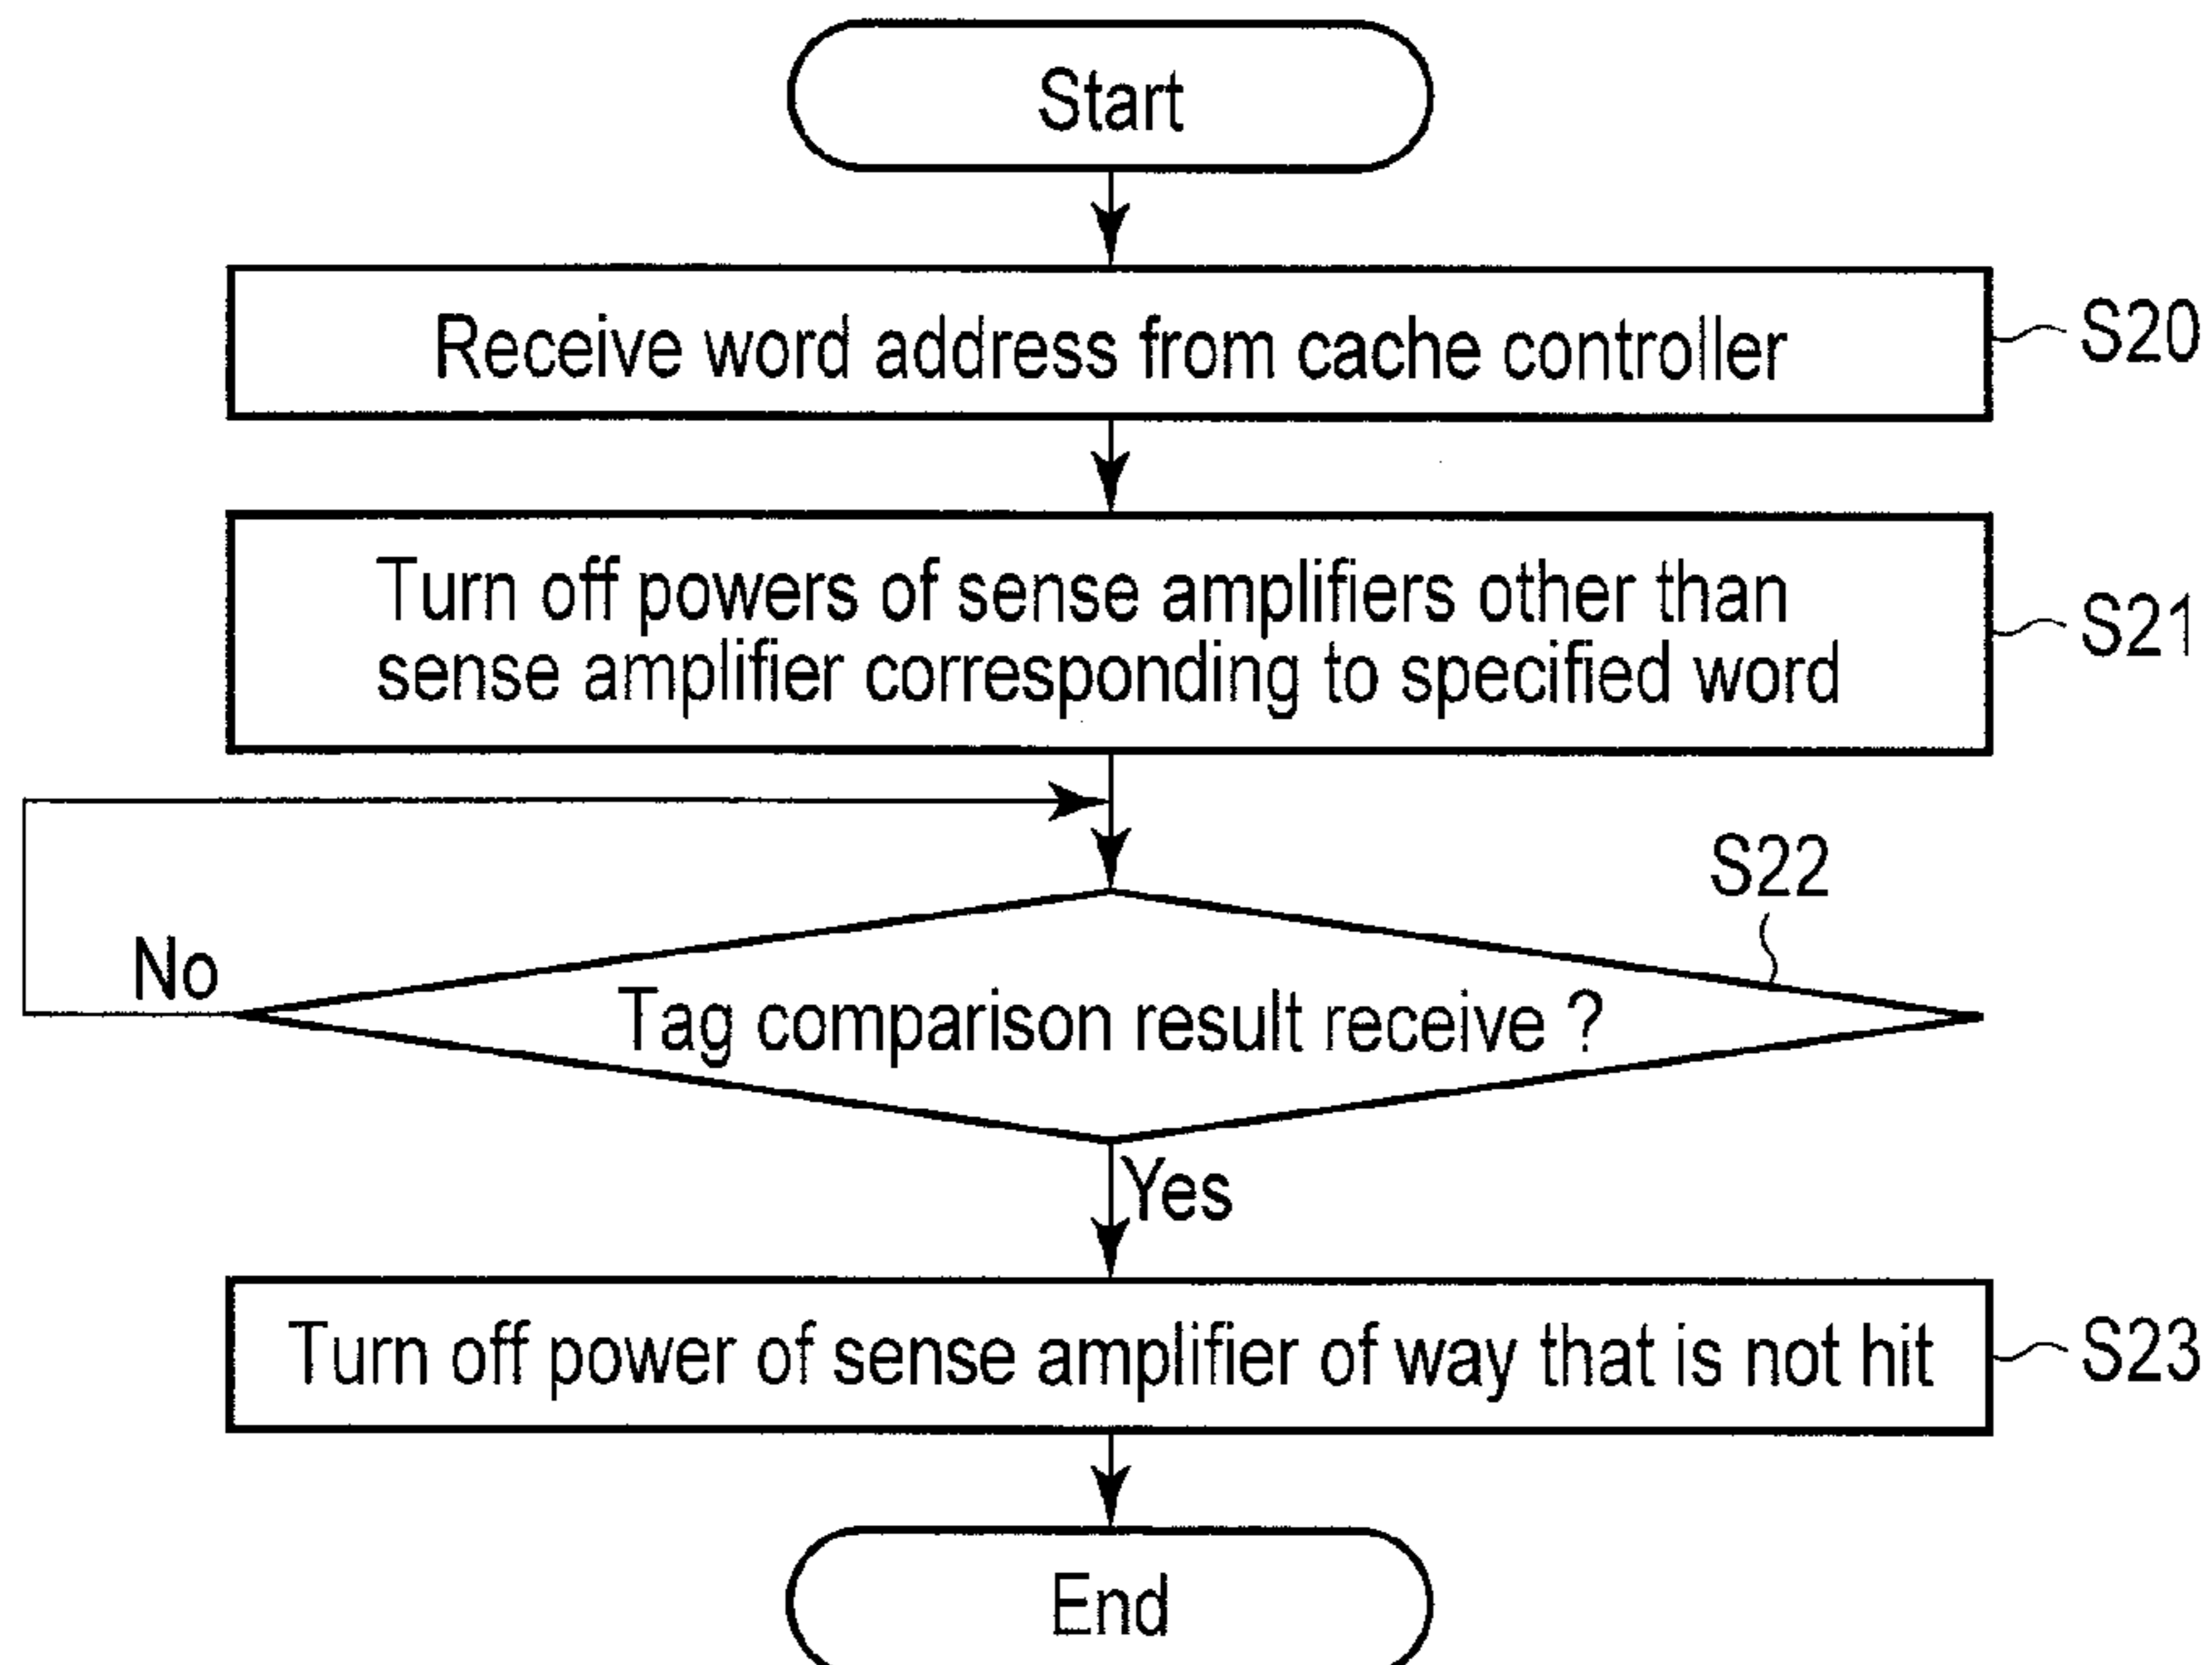 Start
Receive word address from cache controller
S20
Turn off powers of sense amplifiers other than
sense amplifier corresponding to specified word
S21
S22
No
Tag comparison result receive ?
Yes
Turn off power of sense amplifier of way that is not hit
S23
End